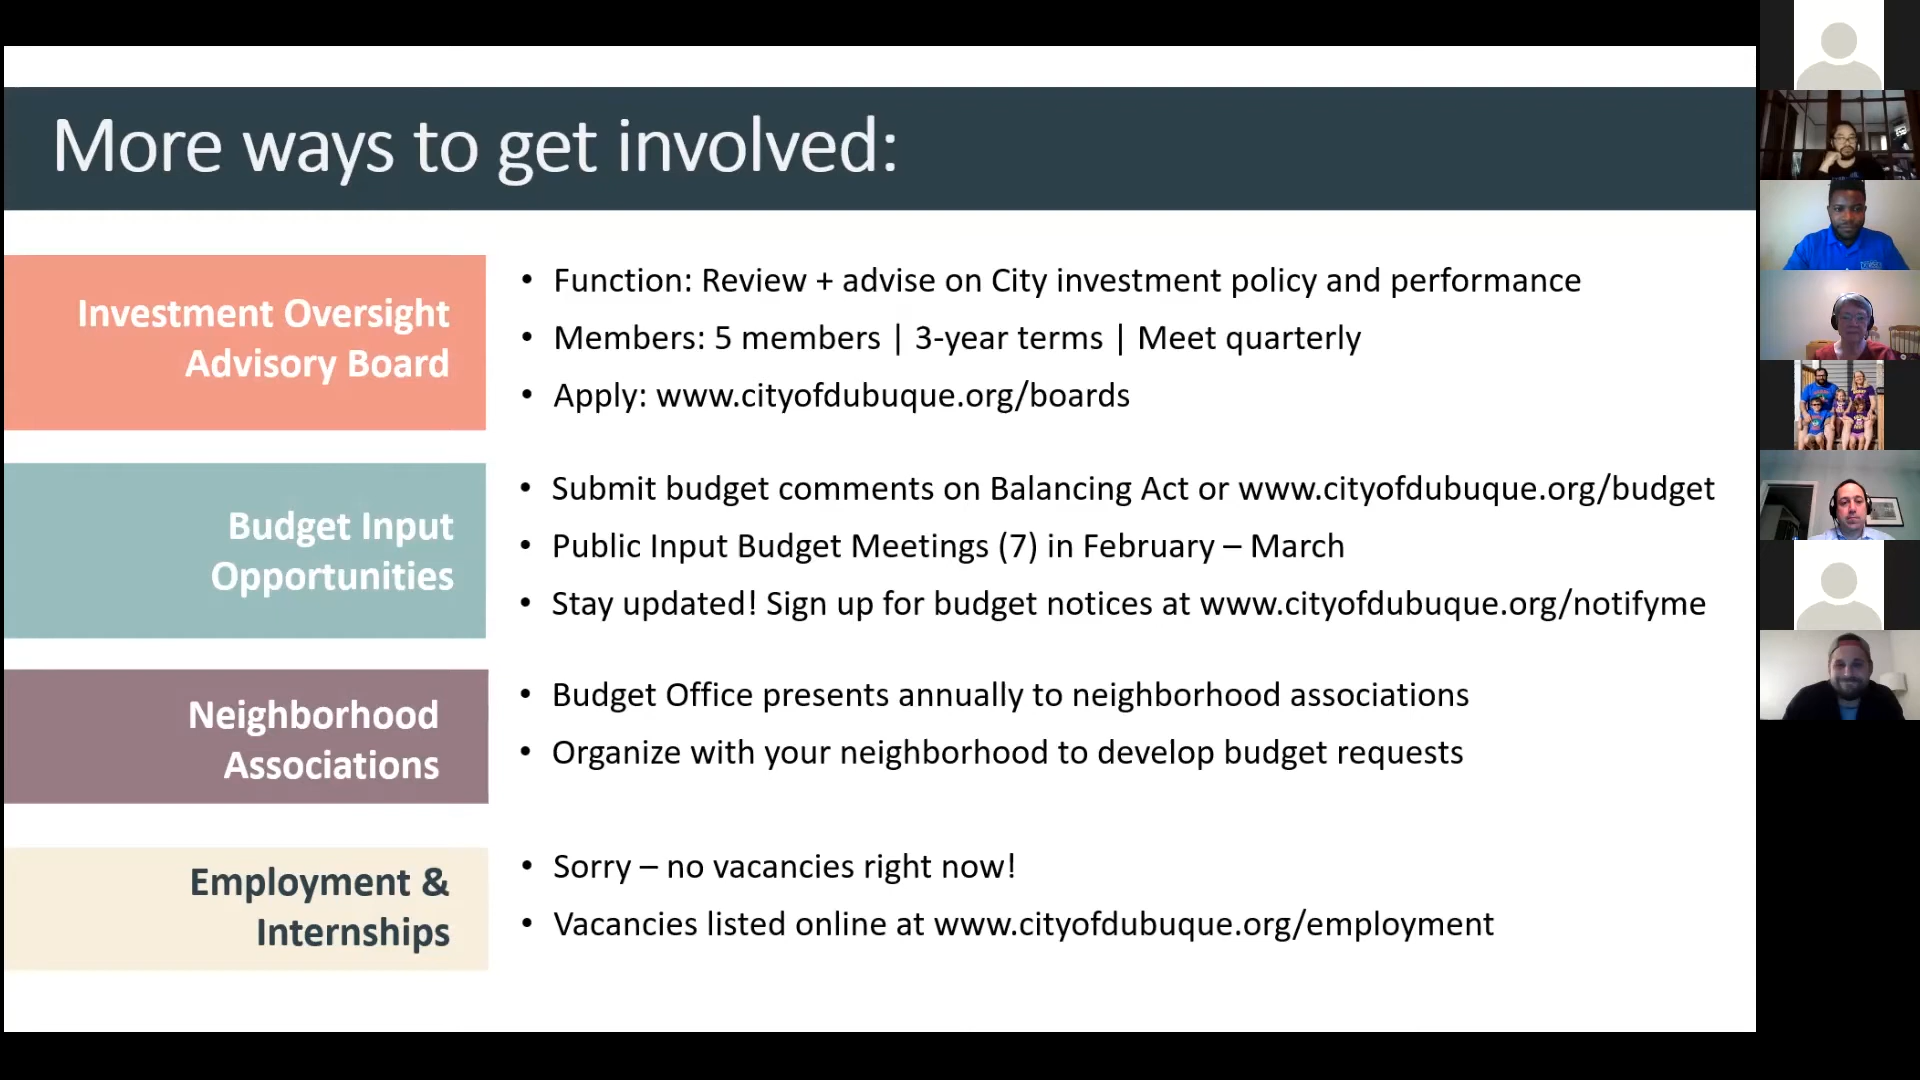 More ways to get involved:
Investment Oversight
Advisory Board
• Function: Review + advise on City investment policy and performance
• Members: 5 members | 3-year terms | Meet quarterly
• Apply: www.cityofdubuque.org/boards
Budget Input
Opportunities
• Submit budget comments on Balancing Act or www.cityofdubuque.org/budget
• Public Input Budget Meetings (7) in February – March
• Stay updated! Sign up for budget notices at www.cityofdubuque.org/notifyme
Neighborhood
Associations
• Budget Office presents annually to neighborhood associations
• Organize with your neighborhood to develop budget requests
Employment &
Internships
• Sorry – no vacancies right now!
• Vacancies listed online at www.cityofdubuque.org/employment